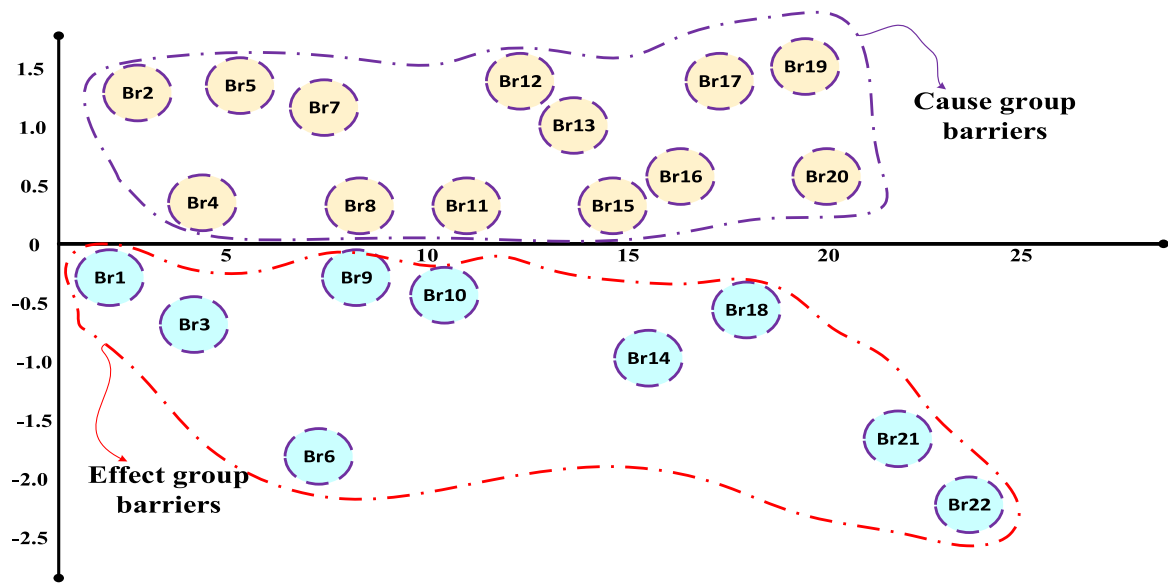 1.5
Br2
Br5
Br7
Br12
Br13
Br17
Br19
Cause group
barriers
1.0
0.5
Br4
Br8
Br11
Br15
Br16
Br20
0
5
10
15
20
25
Br1
Br9
Br10
-0.5
Br3
Br18
-1.0
Br14
-1.5
Br6
Br21
Effect group
barriers
-2.0
Br22
-2.5